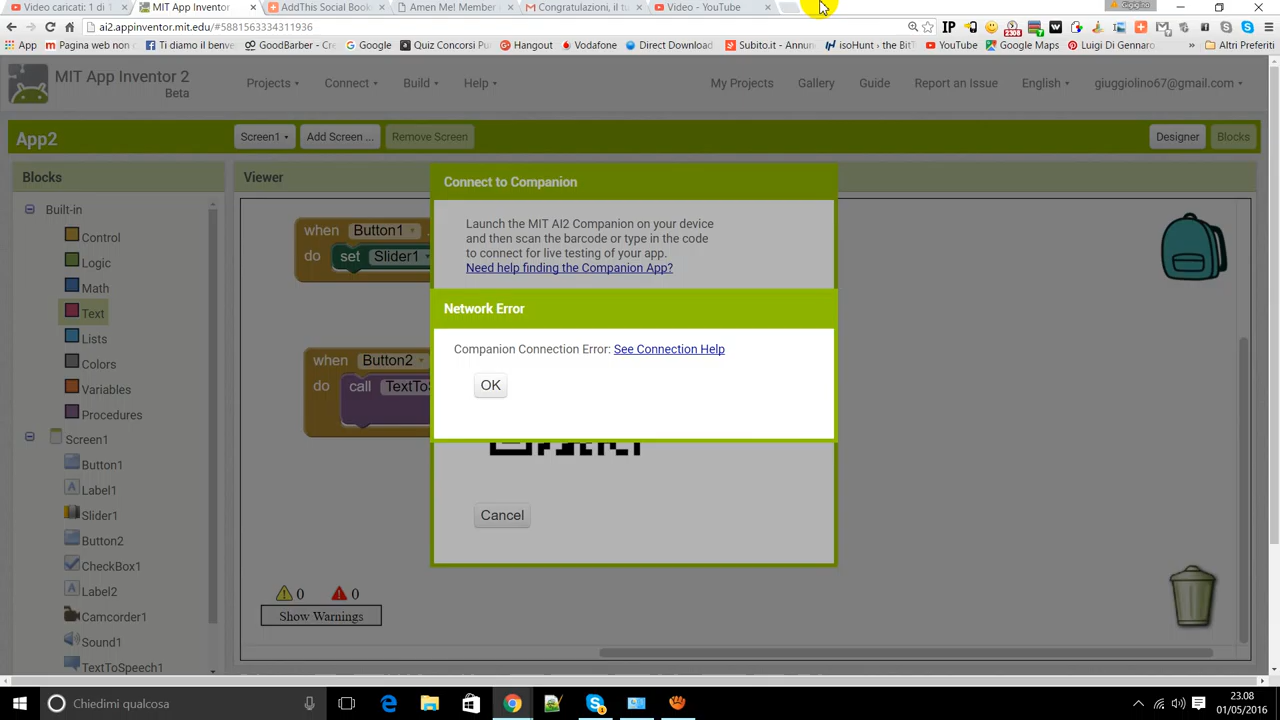 Video caricati: 1 di 1
MIT App Inventor
AddThis Social Book
Amen Me! Member
Congratulazioni, il tu
Video - YouTube
ai2.appinventor.mit.edu/#5881563334311936
Pagina web non
Ti diamo il benve
GoodBarber - Crea
Google
Quiz Concorsi Pub
Hangout
Vodafone
Direct Download
Subito.it - Annunc
isoHunt › the BitT
YouTube
Google Maps
Luigi Di Gennaro
Altri Preferiti
MIT App Inventor 2
Beta
Projects
Connect
Build
Help
My Projects
Gallery
Guide
Report an Issue
English
giuggiolino67@gmail.com
App2
Screen1
Add Screen ...
Remove Screen
Designer
Blocks
Blocks
Viewer
Built-in
Control
Logic
Math
Text
Lists
Colors
Variables
Procedures
Screen1
Button1
Label1
Slider1
Button2
CheckBox1
Label2
Camcorder1
Sound1
TextToSpeech1
when Button1
do set Slider1
when Button2
do call TextToS
0 0
Show Warnings
Connect to Companion
Launch the MIT AI2 Companion on your device
and then scan the barcode or type in the code
to connect for live testing of your app.
Need help finding the Companion App?
Network Error
Companion Connection Error: See Connection Help
OK
Cancel
Chiedimi qualcosa
23.08
01/05/2016